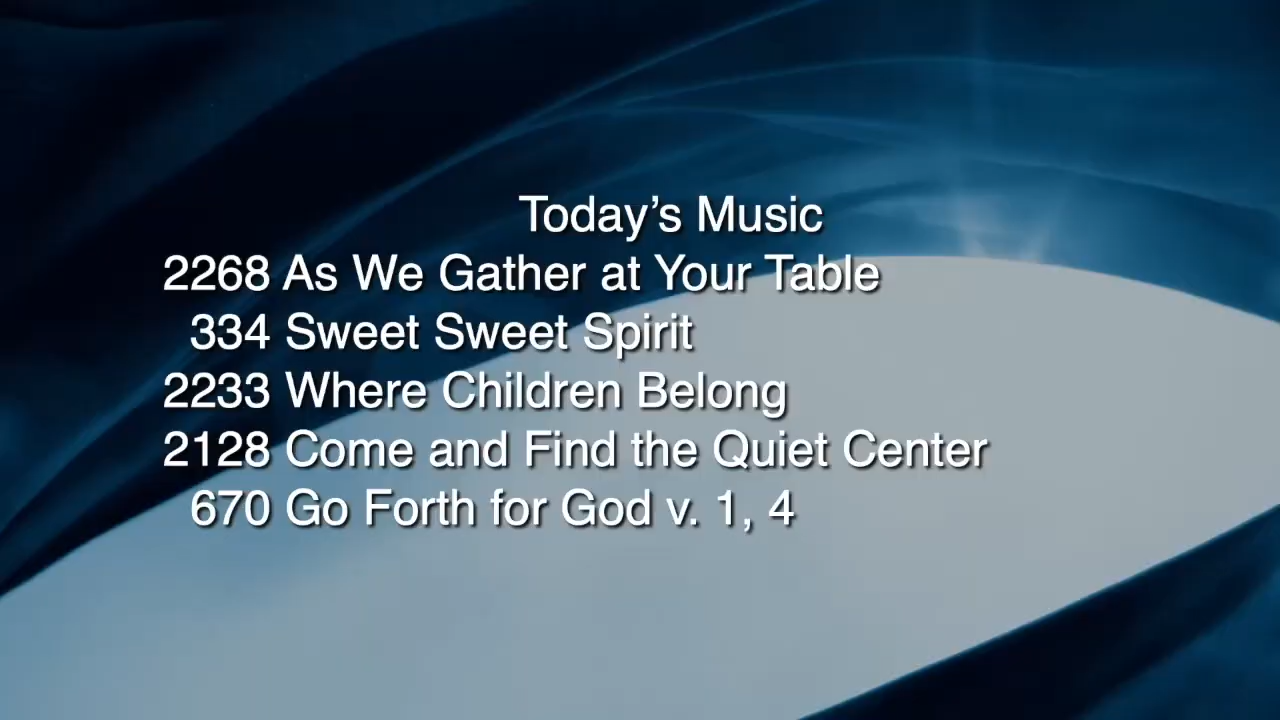 Today’s Music
2268 As We Gather at Your Table
334 Sweet Sweet Spirit
2233 Where Children Belong
2128 Come and Find the Quiet Center
670 Go Forth for God v. 1, 4